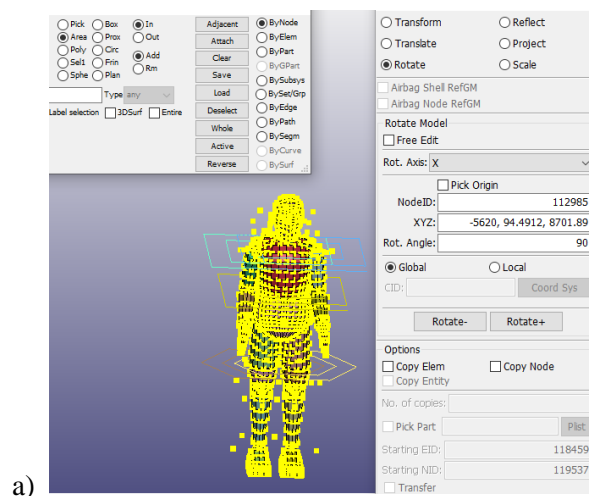 Pick Box In Adjacent ByNode
Area Prox Out Attach ByElem
Poly Circ Clear ByPart
Sel1 Frin Add Save ByGPart
Sphe Plan Rm Load BySubsys
Type any Deselect BySet/Grp
Label selection 3DSurf Entire Whole ByEdge
Active ByPath
Reverse BySegm
ByCurve
BySurf
Transform Reflect
Translate Project
Rotate Scale
Airbag Shell RefGM
Airbag Node RefGM
Rotate Model
Free Edit
Rot. Axis: X
Pick Origin
NodeID: 112985
XYZ: -5620, 94.4912, 8701.89
Rot. Angle: 90
Global Local
CID: Coord Sys
Rotate- Rotate+
Options
Copy Elem Copy Node
Copy Entity
No. of copies:
Pick Part Plist
Starting EID: 118459
Starting NID: 119537
Transfer
a)